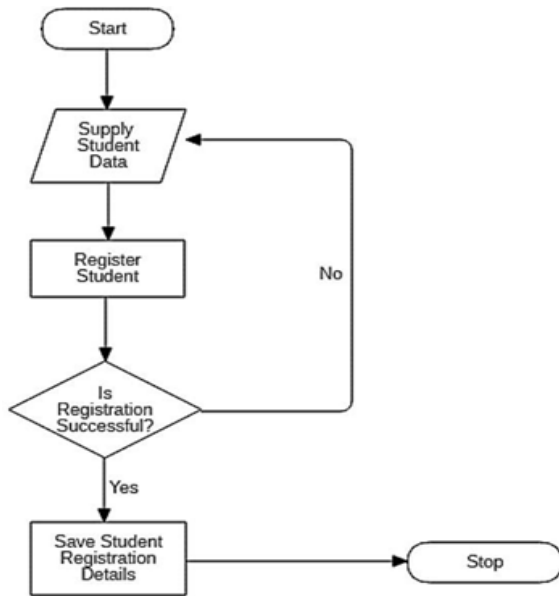 Start
Supply
Student
Data
Register
Student
No
Is
Registration
Successful?
Yes
Save Student
Registration
Details
Stop